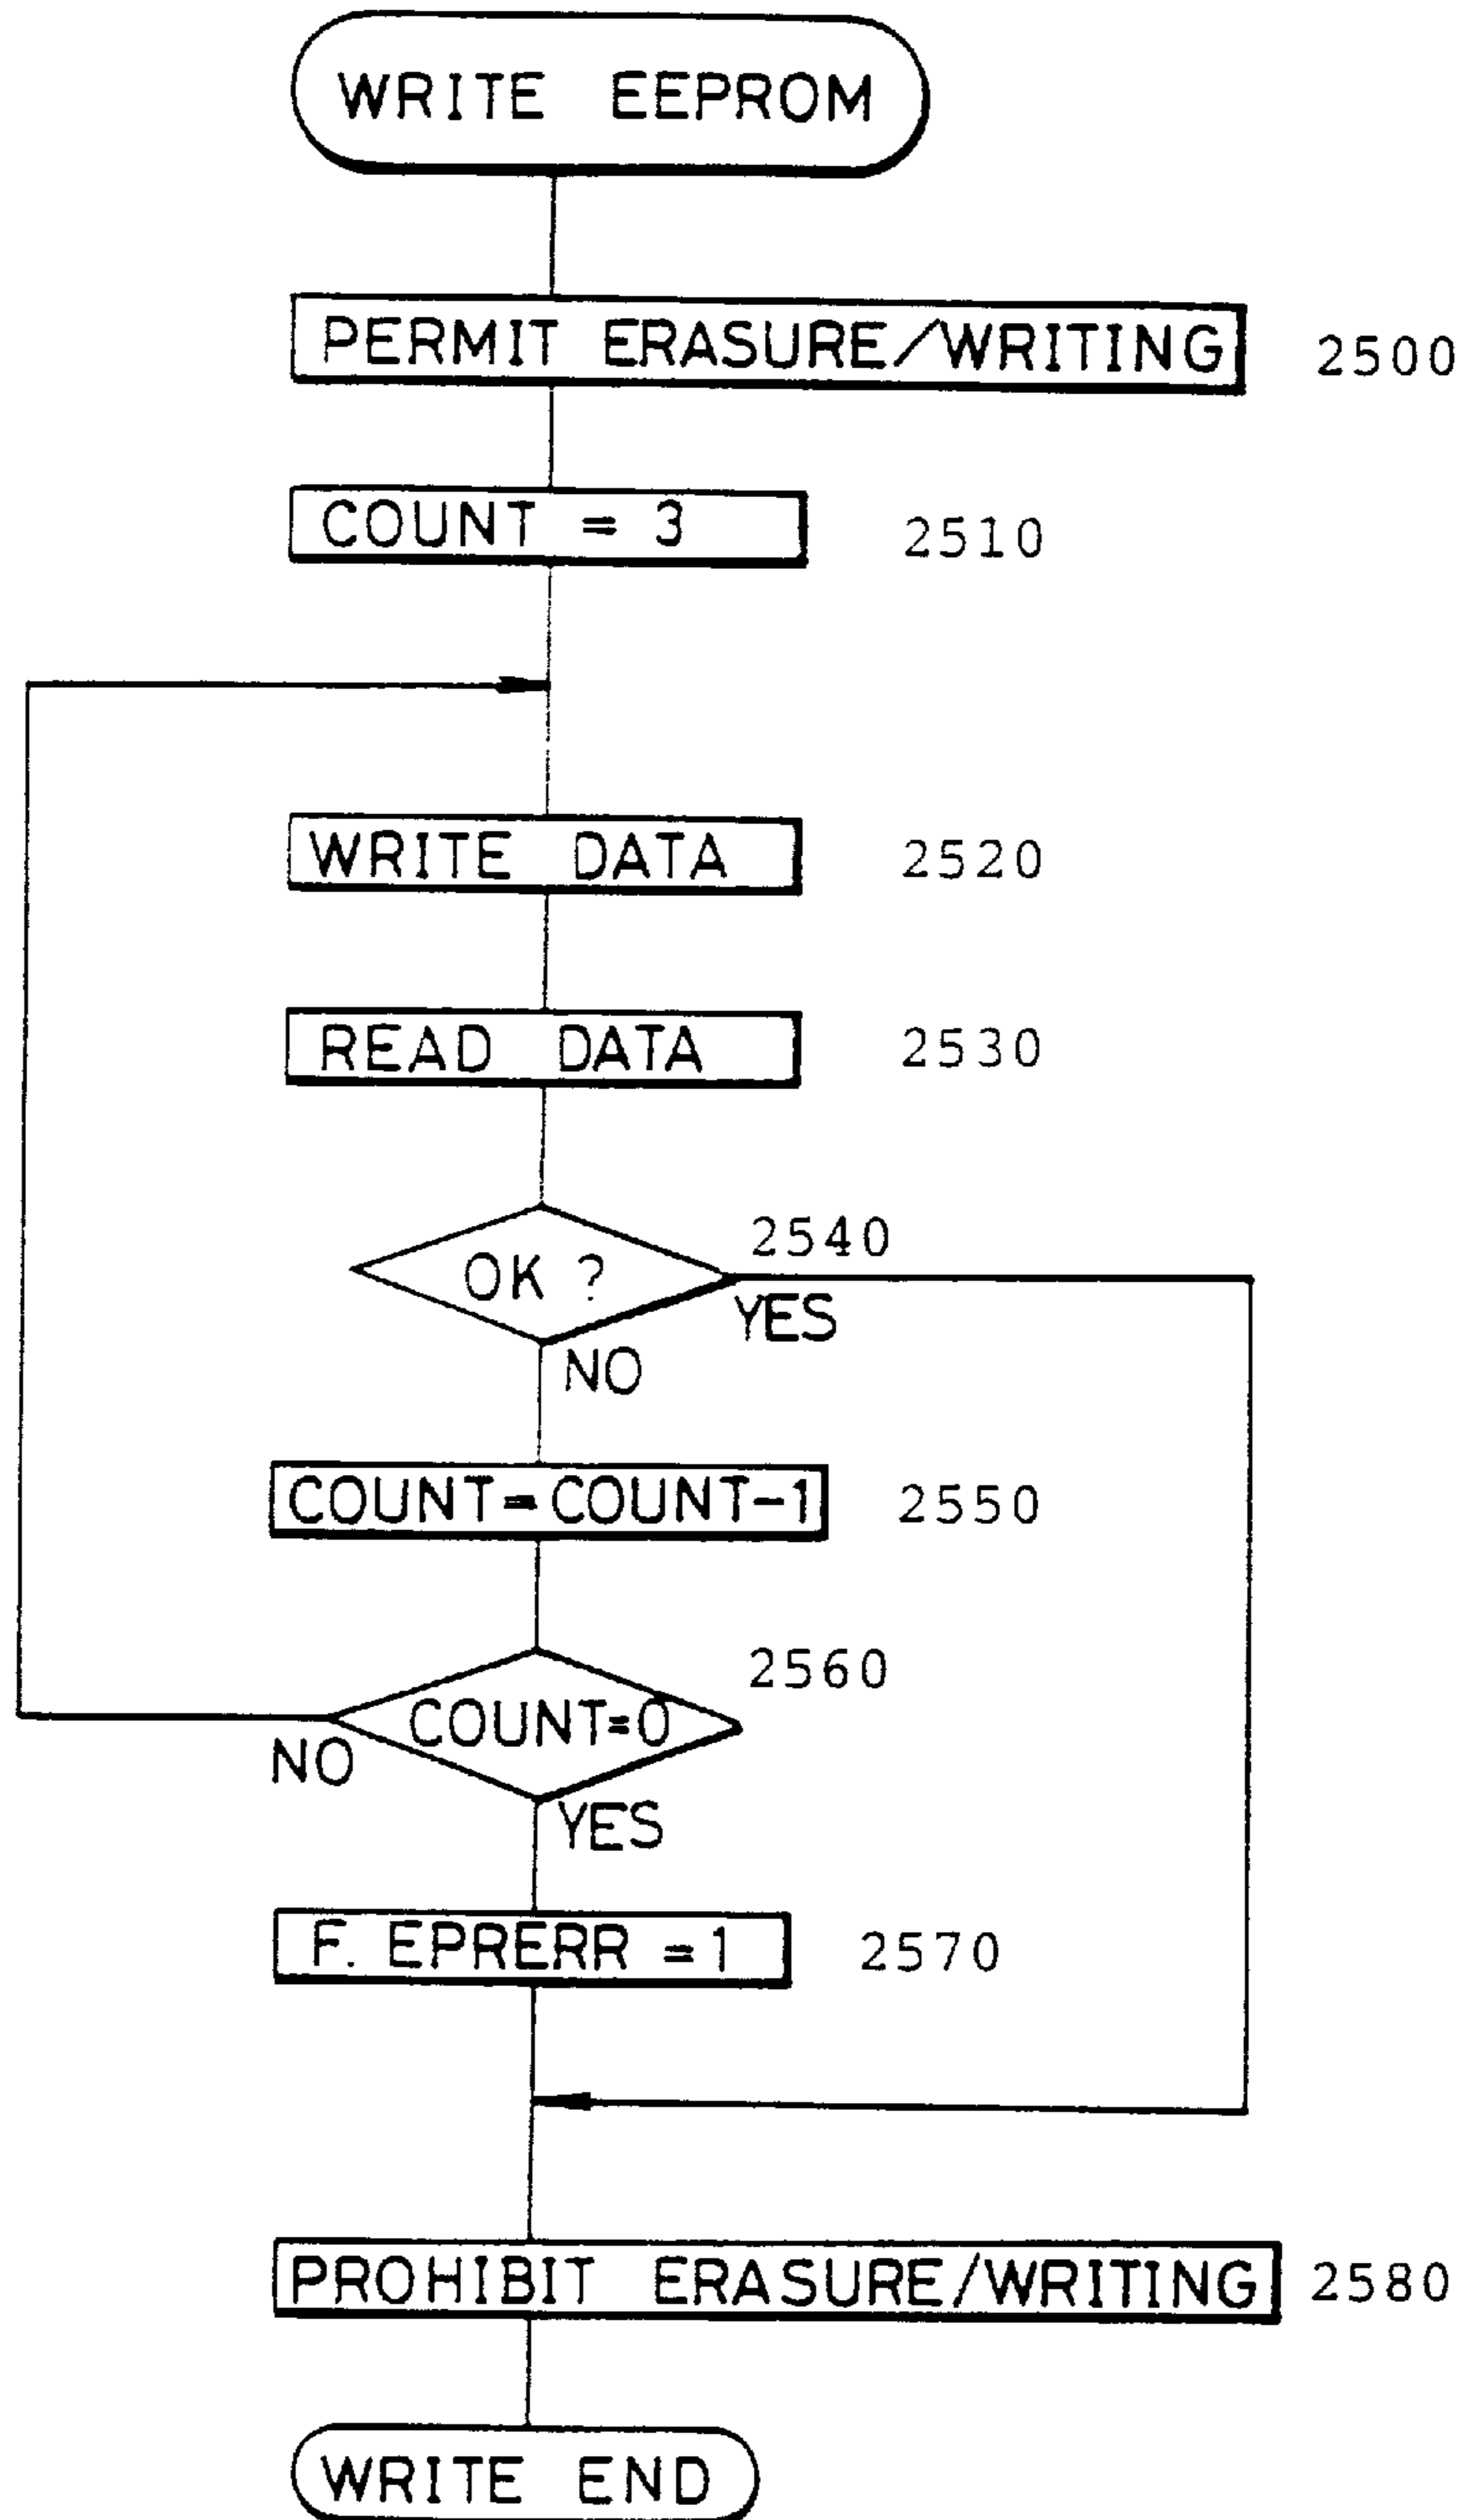 WRITE EEPROM
PERMIT ERASURE/WRITING 2500
COUNT = 3 2510
WRITE DATA 2520
READ DATA 2530
2540
OK ?
YES
NO
COUNT=COUNT-1 2550
2560
COUNT=0
NO
YES
F. EPRERR =1 2570
PROHIBIT ERASURE/WRITING 2580
WRITE END